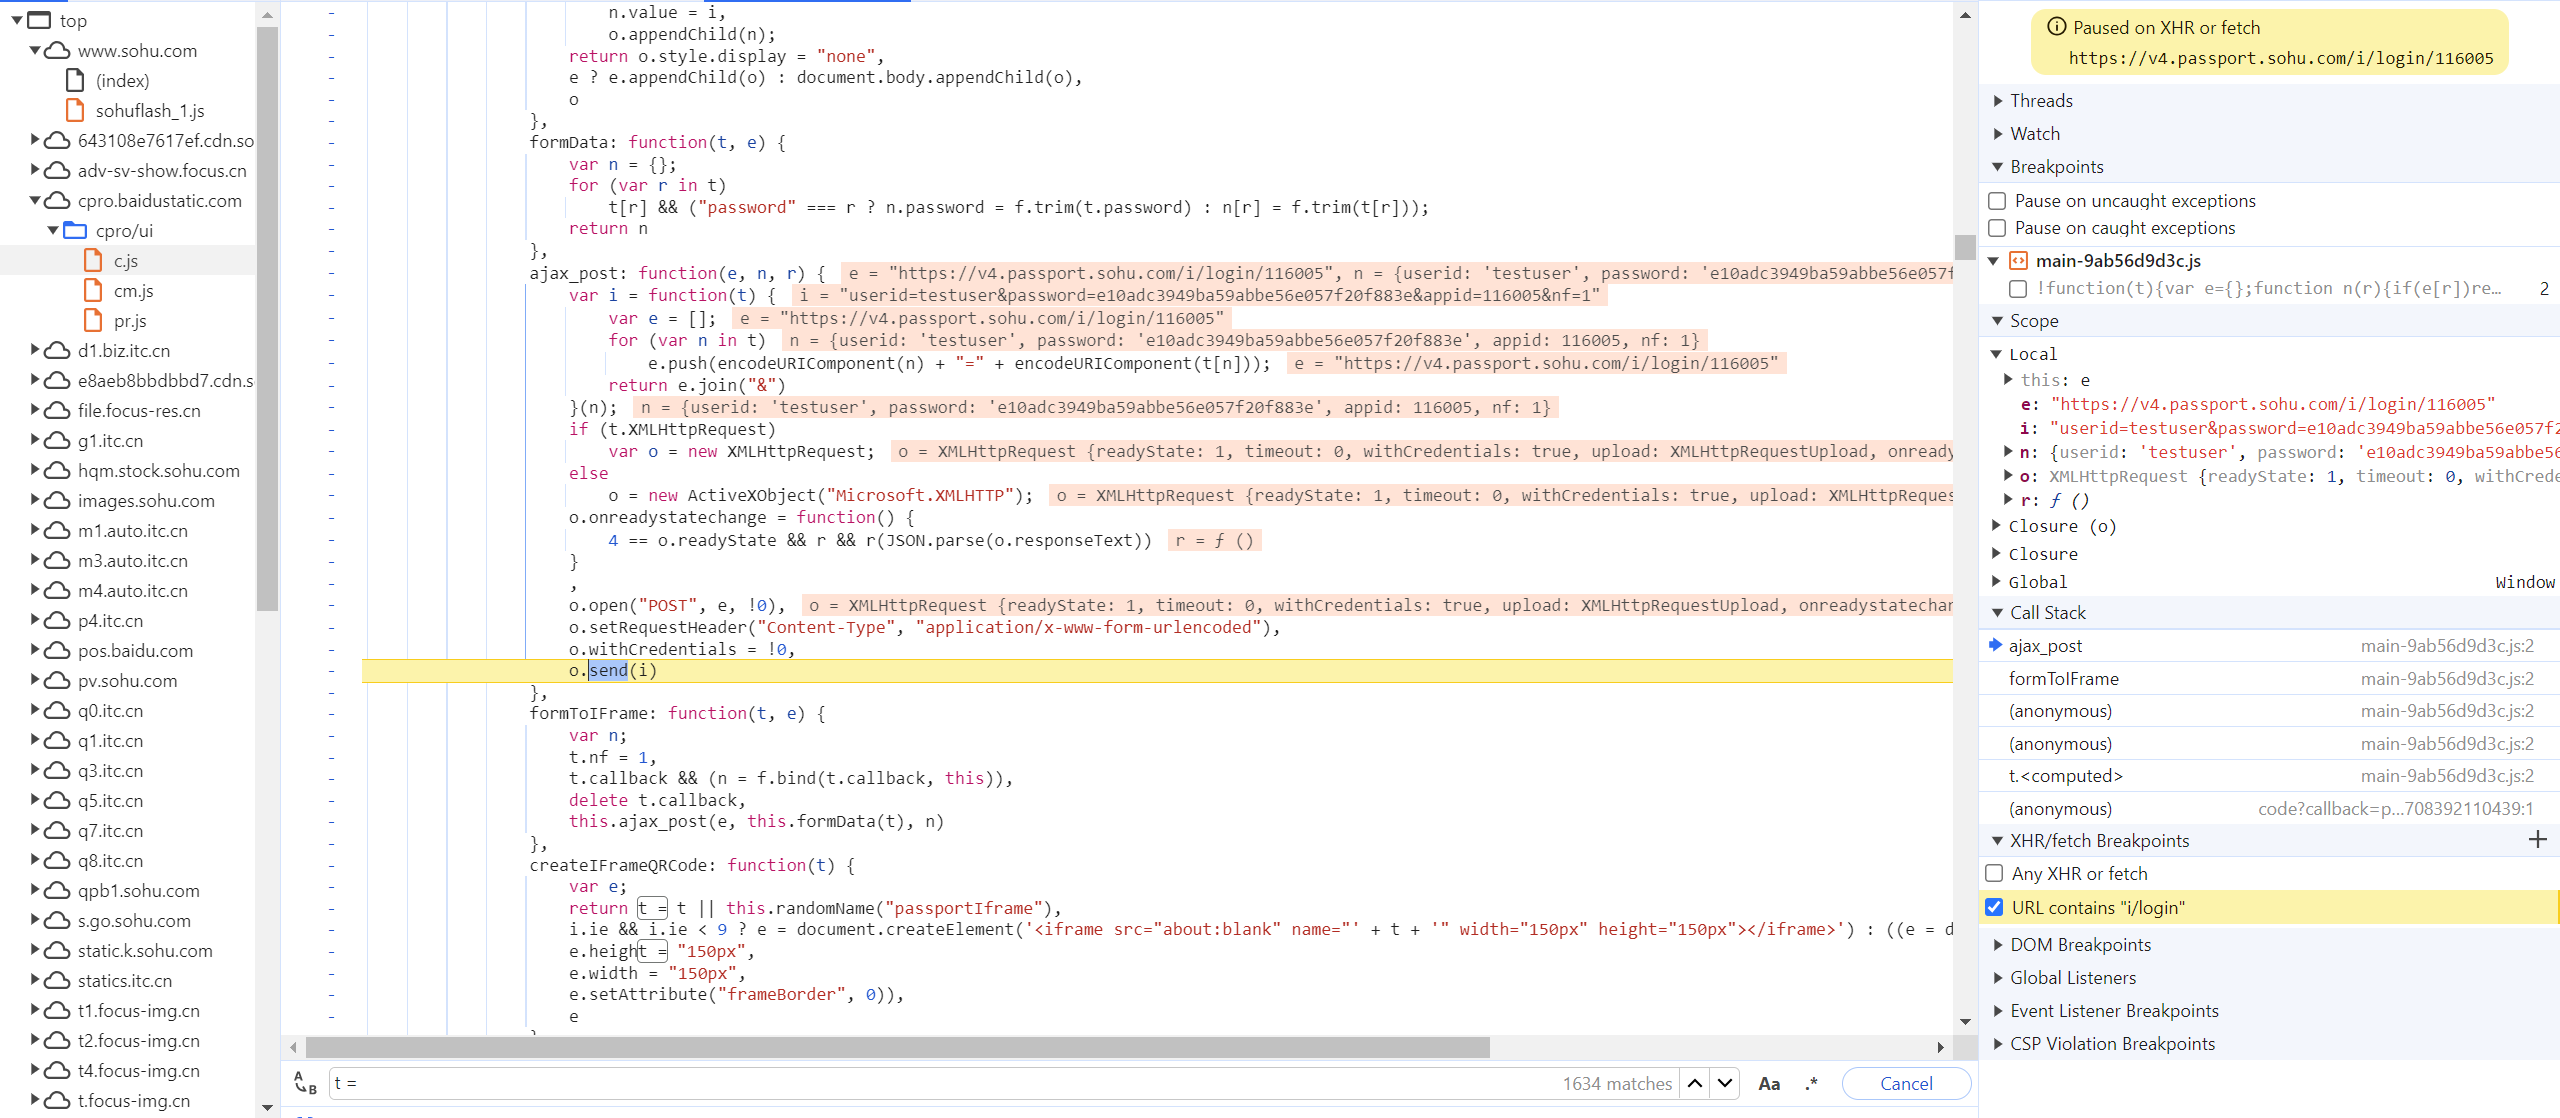 top
www.sohu.com
(index)
sohuflash_1.js
643108e7617ef.cdn.so
adv-sv-show.focus.cn
cpro.baidustatic.com
cpro/ui
c.js
cm.js
pr.js
d1.biz.itc.cn
e8aeb8bbdbbd7.cdn.s
file.focus-res.cn
g1.itc.cn
hqm.stock.sohu.com
images.sohu.com
m1.auto.itc.cn
m3.auto.itc.cn
m4.auto.itc.cn
p4.itc.cn
pos.baidu.com
pv.sohu.com
q0.itc.cn
q1.itc.cn
q3.itc.cn
q5.itc.cn
q7.itc.cn
q8.itc.cn
qpb1.sohu.com
s.go.sohu.com
static.k.sohu.com
statics.itc.cn
t1.focus-img.cn
t2.focus-img.cn
t4.focus-img.cn
t.focus-img.cn
n.value = i,
o.appendChild(n);
return o.style.display = "none",
e ? e.appendChild(o) : document.body.appendChild(o),
o
},
formData: function(t, e) {
var n = {};
for (var r in t)
t[r] && ("password" === r ? n.password = f.trim(t.password) : n[r] = f.trim(t[r]));
return n
},
ajax_post: function(e, n, r) { e = "https://v4.passport.sohu.com/i/login/116005", n = {userid: 'testuser', password: 'e10adc3949ba59abbe56e057f
var i = function(t) { i = "userid=testuser&password=e10adc3949ba59abbe56e057f20f883e&appid=116005&nf=1"
var e = []; e = "https://v4.passport.sohu.com/i/login/116005"
for (var n in t) n = {userid: 'testuser', password: 'e10adc3949ba59abbe56e057f20f883e', appid: 116005, nf: 1}
e.push(encodeURIComponent(n) + "=" + encodeURIComponent(t[n])); e = "https://v4.passport.sohu.com/i/login/116005"
return e.join("&")
}(n); n = {userid: 'testuser', password: 'e10adc3949ba59abbe56e057f20f883e', appid: 116005, nf: 1}
if (t.XMLHttpRequest)
var o = new XMLHttpRequest; o = XMLHttpRequest {readyState: 1, timeout: 0, withCredentials: true, upload: XMLHttpRequestUpload, onready
else
o = new ActiveXObject("Microsoft.XMLHTTP"); o = XMLHttpRequest {readyState: 1, timeout: 0, withCredentials: true, upload: XMLHttpReques
o.onreadystatechange = function() {
4 == o.readyState && r && r(JSON.parse(o.responseText)) r = ƒ ()
}
,
o.open("POST", e, !0), o = XMLHttpRequest {readyState: 1, timeout: 0, withCredentials: true, upload: XMLHttpRequestUpload, onreadystatechan
o.setRequestHeader("Content-Type", "application/x-www-form-urlencoded"),
o.withCredentials = !0,
o.send(i)
},
formToIFrame: function(t, e) {
var n;
t.nf = 1,
t.callback && (n = f.bind(t.callback, this)),
delete t.callback,
this.ajax_post(e, this.formData(t), n)
},
createIFrameQRCode: function(t) {
var e;
return t = t || this.randomName("passportIframe"),
i.ie && i.ie < 9 ? e = document.createElement('<iframe src="about:blank" name="' + t + '" width="150px" height="150px"></iframe>') : ((e = d
e.height = "150px",
e.width = "150px",
e.setAttribute("frameBorder", 0)),
e
t =
1634 matches
Aa
.*
Cancel
Paused on XHR or fetch
https://v4.passport.sohu.com/i/login/116005
Threads
Watch
Breakpoints
Pause on uncaught exceptions
Pause on caught exceptions
main-9ab56d9d3c.js
!function(t){var e={};function n(r){if(e[r])re… 2
Scope
Local
this: e
e: "https://v4.passport.sohu.com/i/login/116005"
i: "userid=testuser&password=e10adc3949ba59abbe56e057f2
n: {userid: 'testuser', password: 'e10adc3949ba59abbe56
o: XMLHttpRequest {readyState: 1, timeout: 0, withCrede
r: ƒ ()
Closure (o)
Closure
Global Window
Call Stack
ajax_post main-9ab56d9d3c.js:2
formToIFrame main-9ab56d9d3c.js:2
(anonymous) main-9ab56d9d3c.js:2
(anonymous) main-9ab56d9d3c.js:2
t.<computed> main-9ab56d9d3c.js:2
(anonymous) code?callback=p…708392110439:1
XHR/fetch Breakpoints
Any XHR or fetch
URL contains "i/login"
DOM Breakpoints
Global Listeners
Event Listener Breakpoints
CSP Violation Breakpoints